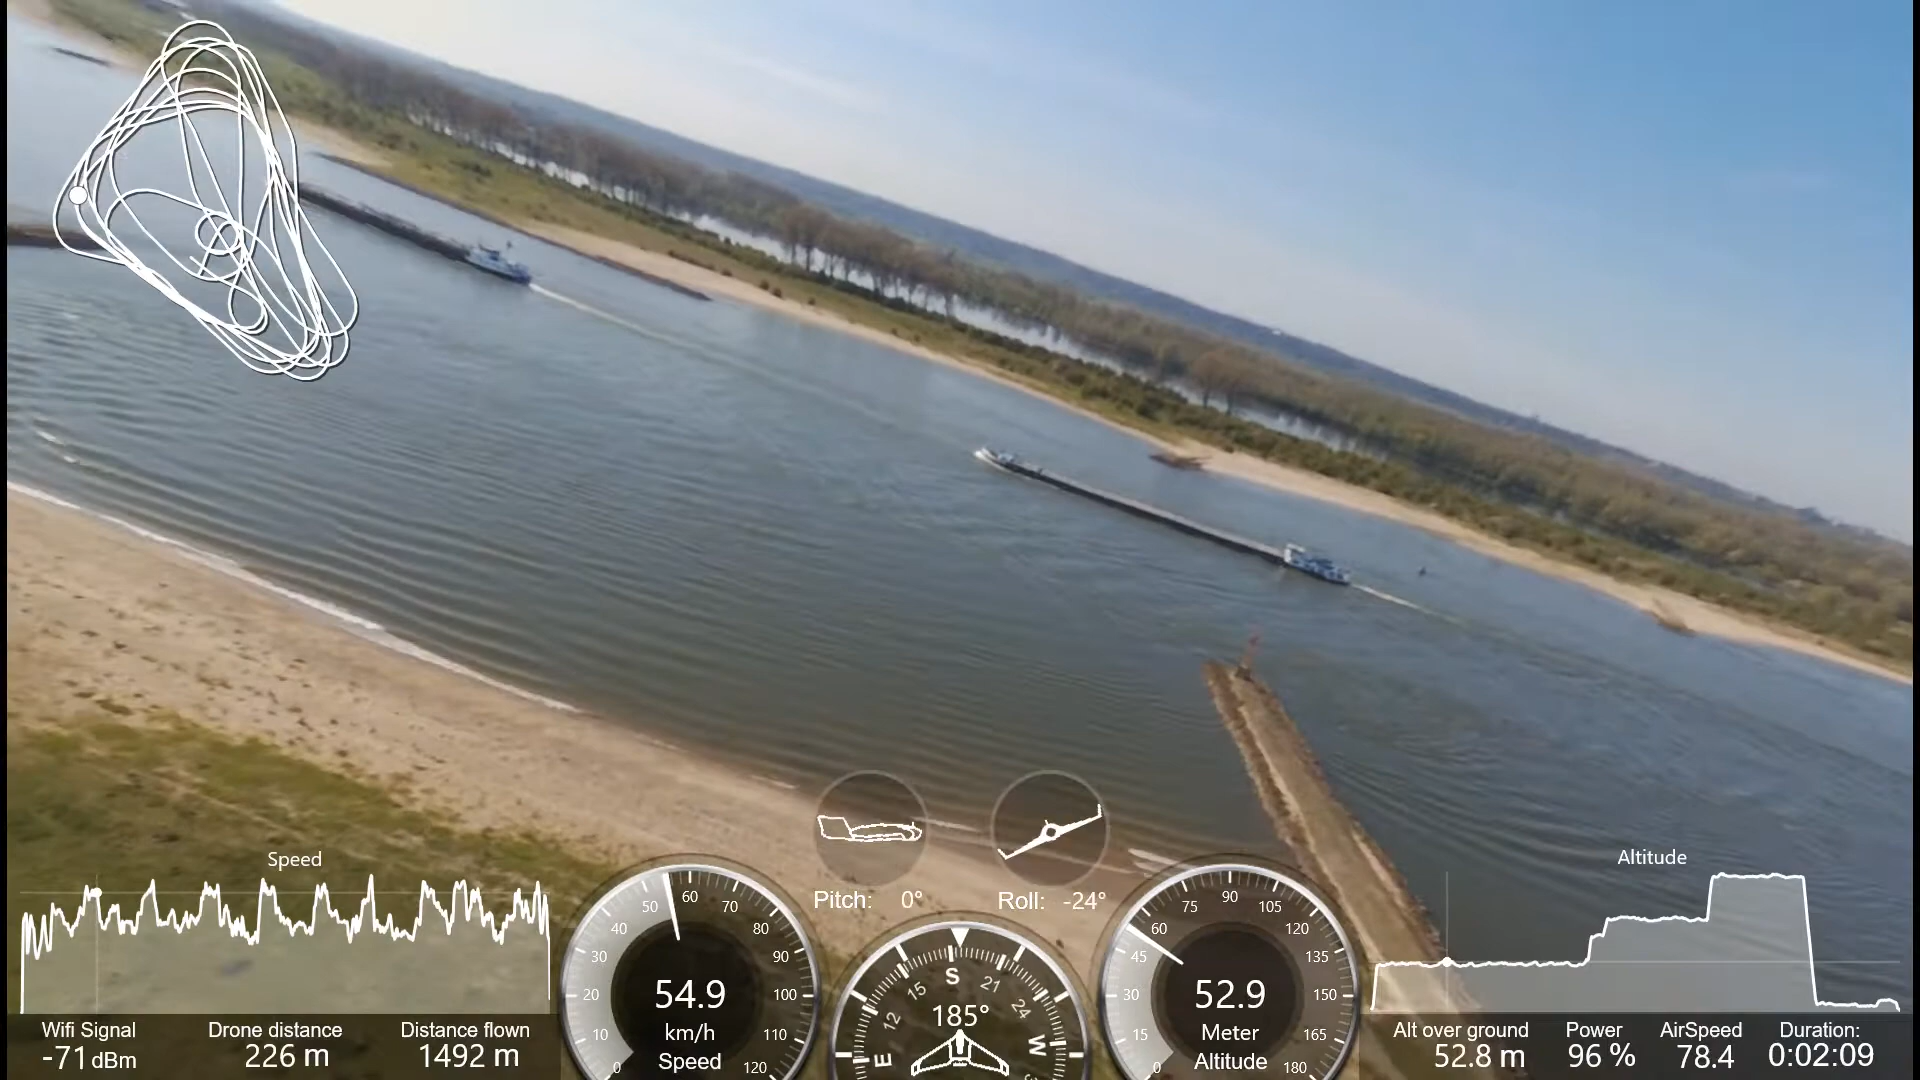 Speed
Wifi Signal
-71 dBm
Drone distance
226 m
Distance flown
1492 m
0 10 20 30 40 50 60 70 80 90 100 110 120
54.9
km/h
Speed
Pitch: 0°
Roll: -24°
E 12 15 S 21 24 W
185°
0 15 30 45 60 75 90 105 120 135 150 165 180
52.9
Meter
Altitude
Altitude
Alt over ground
52.8 m
Power
96 %
AirSpeed
78.4
Duration:
0:02:09